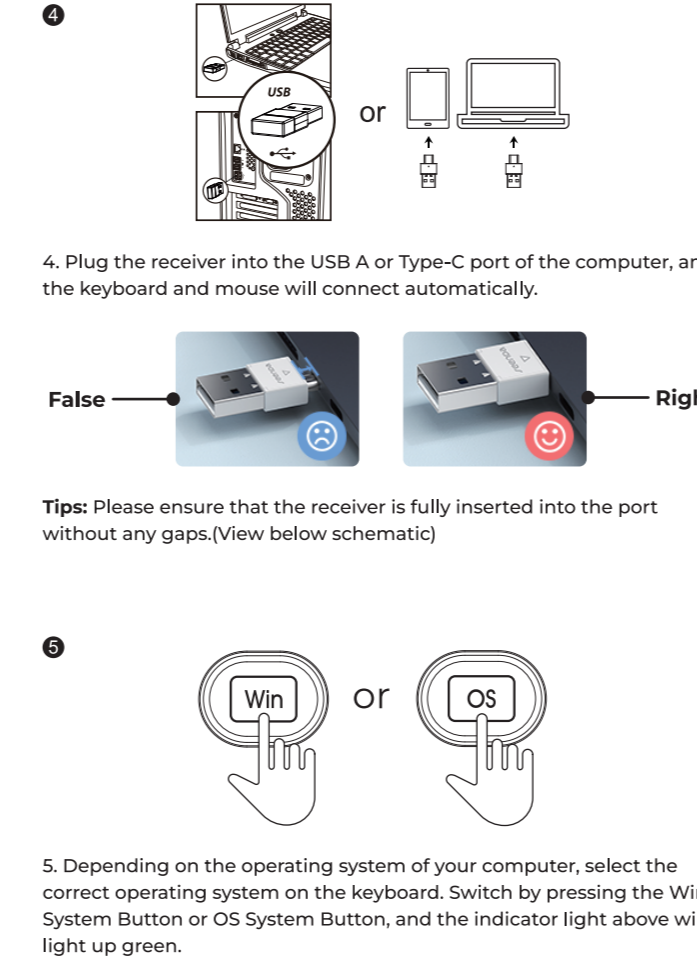 4
USB
or
4. Plug the receiver into the USB A or Type-C port of the computer, an
the keyboard and mouse will connect automatically.
seenda
seenda
False
Righ
Tips: Please ensure that the receiver is fully inserted into the port
without any gaps.(View below schematic)
5
Win
or
OS
5. Depending on the operating system of your computer, select the
correct operating system on the keyboard. Switch by pressing the Win
System Button or OS System Button, and the indicator light above wi
light up green.